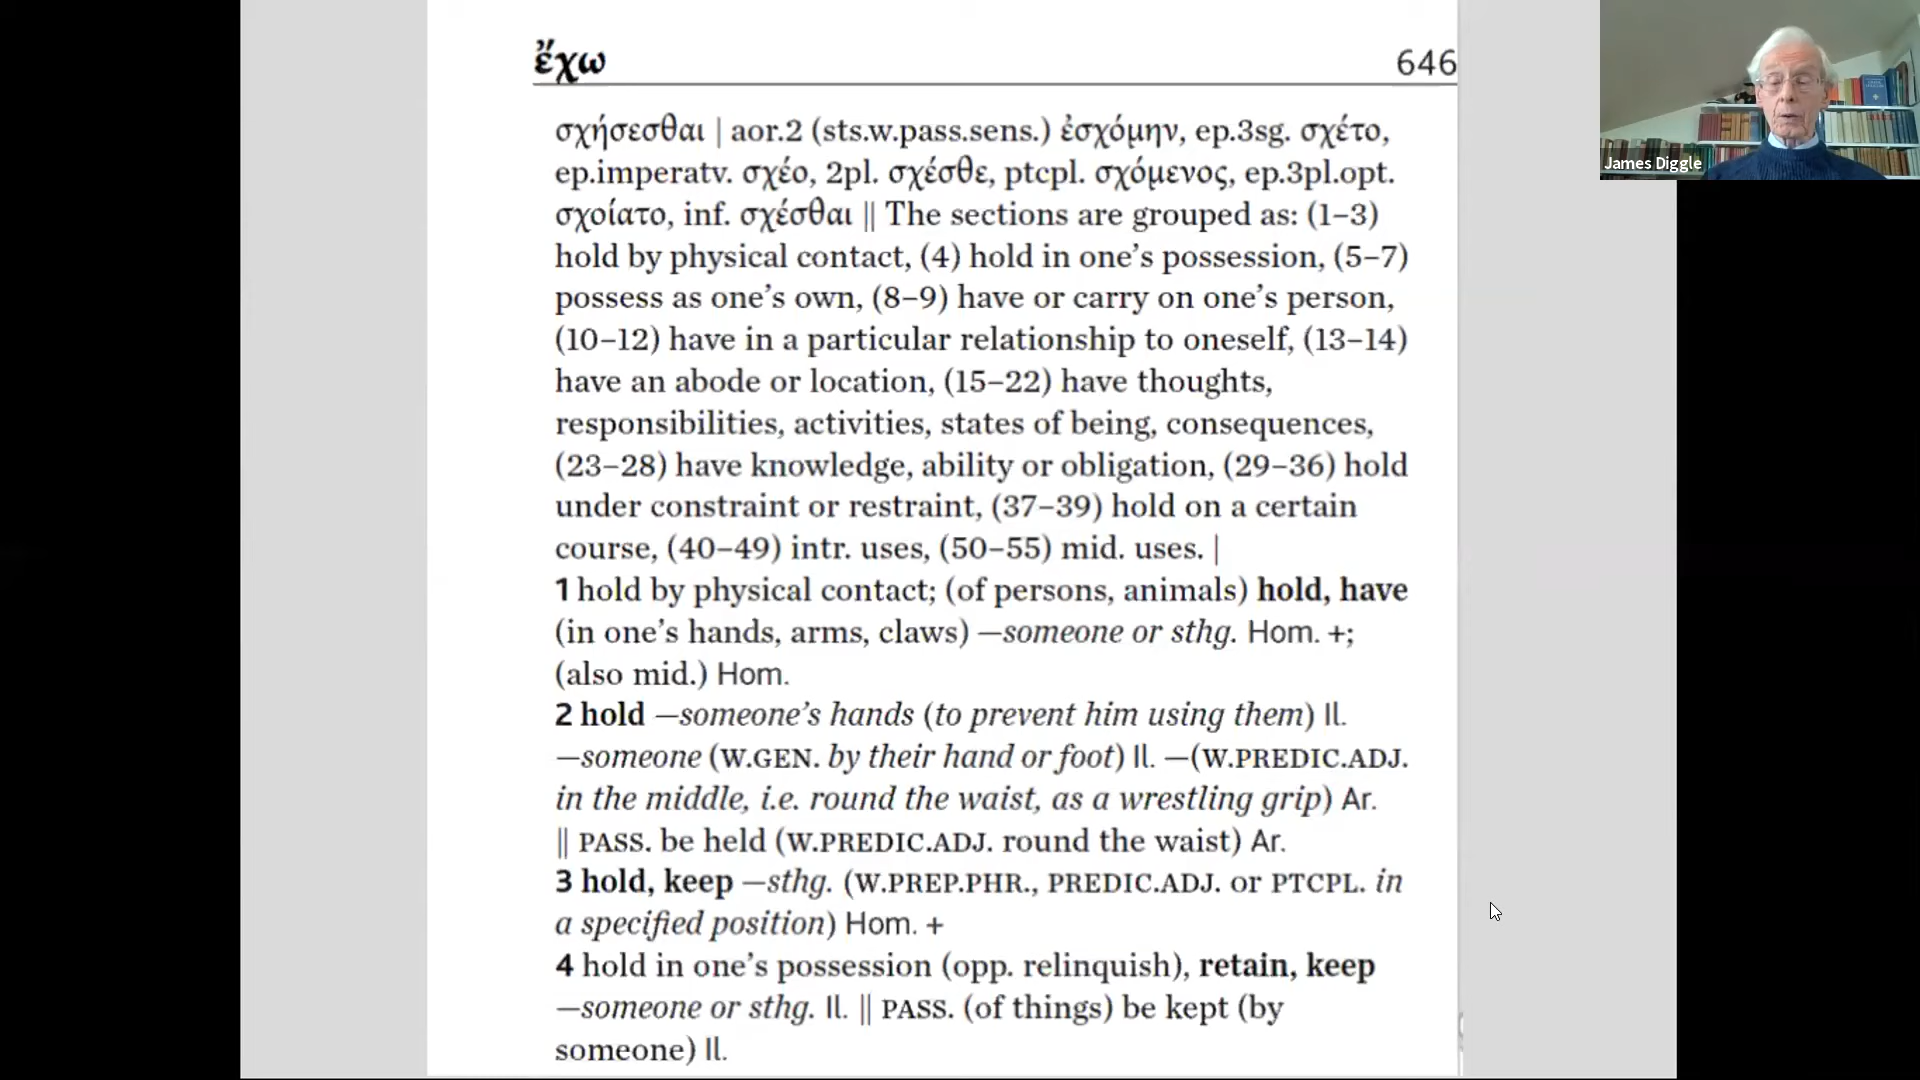 ἔχω
646
σχήσεσθαι | aor.2 (sts.w.pass.sens.) ἐσχόμην, ep.3sg. σχέτο,
ep.imperatv. σχέο, 2pl. σχέσθε, ptcpl. σχόμενος, ep.3pl.opt.
σχοίατο, inf. σχέσθαι || The sections are grouped as: (1–3)
hold by physical contact, (4) hold in one’s possession, (5–7)
possess as one’s own, (8–9) have or carry on one’s person,
(10–12) have in a particular relationship to oneself, (13–14)
have an abode or location, (15–22) have thoughts,
responsibilities, activities, states of being, consequences,
(23–28) have knowledge, ability or obligation, (29–36) hold
under constraint or restraint, (37–39) hold on a certain
course, (40–49) intr. uses, (50–55) mid. uses. |
1 hold by physical contact; (of persons, animals) hold, have
(in one’s hands, arms, claws) —someone or sthg. Hom. +;
(also mid.) Hom.
2 hold —someone’s hands (to prevent him using them) Il.
—someone (W.GEN. by their hand or foot) Il. —(W.PREDIC.ADJ.
in the middle, i.e. round the waist, as a wrestling grip) Ar.
|| PASS. be held (W.PREDIC.ADJ. round the waist) Ar.
3 hold, keep —sthg. (W.PREP.PHR., PREDIC.ADJ. or PTCPL. in
a specified position) Hom. +
4 hold in one’s possession (opp. relinquish), retain, keep
—someone or sthg. Il. || PASS. (of things) be kept (by
someone) Il.
James Diggle